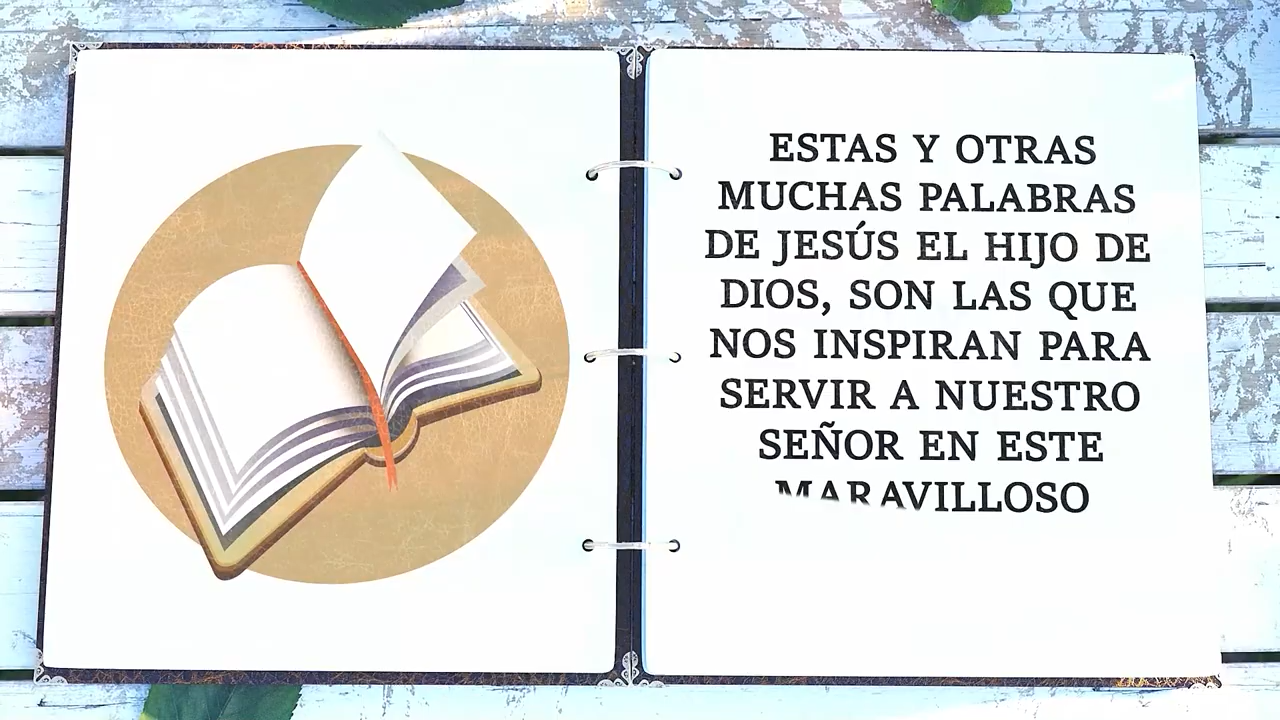 ESTAS Y OTRAS
MUCHAS PALABRAS
DE JESÚS EL HIJO DE
DIOS, SON LAS QUE
NOS INSPIRAN PARA
SERVIR A NUESTRO
SEÑOR EN ESTE
MARAVILLOSO